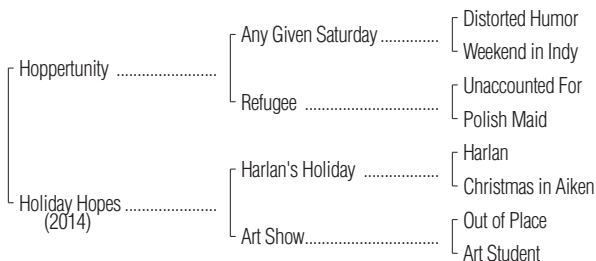 Distorted Humor
Any Given Saturday ..............
Weekend in Indy
Hoppertunity ........................
Unaccounted For
Refugee ................................
Polish Maid
Harlan
Harlan's Holiday ..................
Christmas in Aiken
Holiday Hopes ......................
(2014)
Out of Place
Art Show................................
Art Student